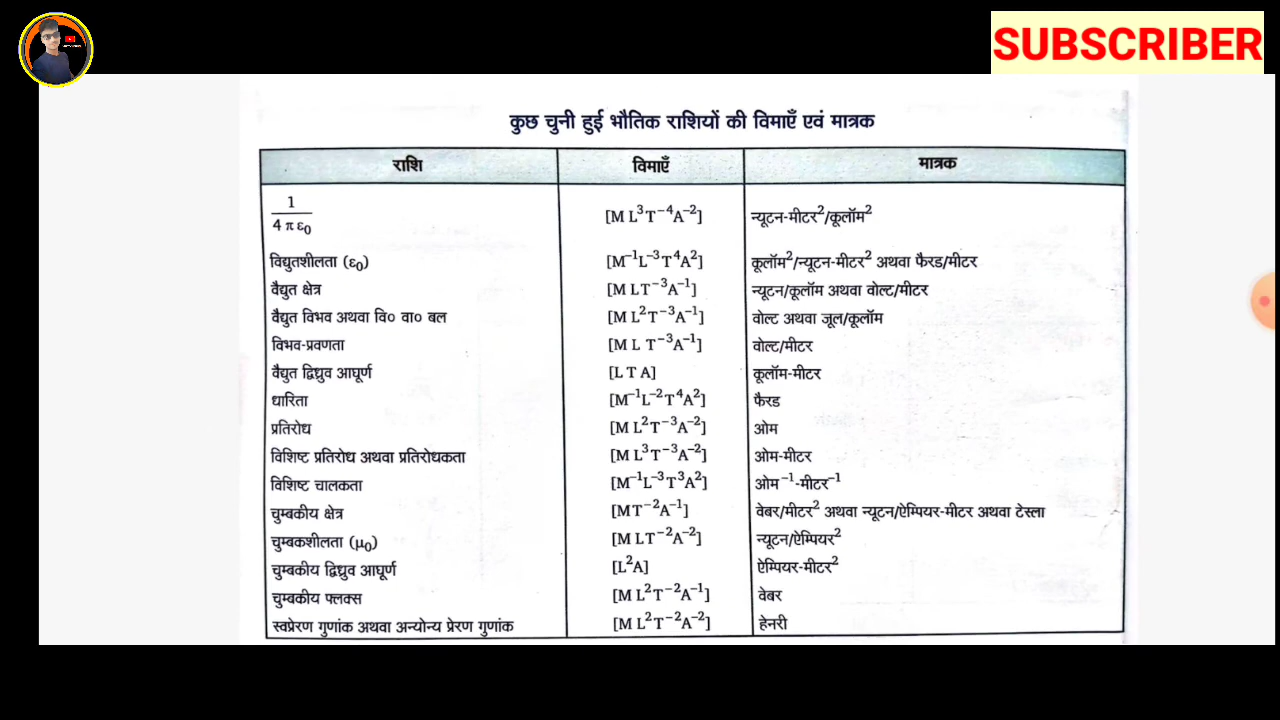 SUBSCRIBER
कुछ चुनी हुई भौतिक राशियों की विमाएँ एवं मात्रक
राशि विमाएँ मात्रक
1/4 π ε₀ [M L³T⁻⁴A⁻²] न्यूटन-मीटर²/कूलॉम²
विद्युतशीलता (ε₀) [M⁻¹L⁻³T⁴A²] कूलॉम²/न्यूटन-मीटर² अथवा फैरड/मीटर
वैद्युत क्षेत्र [M LT⁻³A⁻¹] न्यूटन/कूलॉम अथवा वोल्ट/मीटर
वैद्युत विभव अथवा वि० वा० बल [M L²T⁻³A⁻¹] वोल्ट अथवा जूल/कूलॉम
विभव-प्रवणता [M L T⁻³A⁻¹] वोल्ट/मीटर
वैद्युत द्विध्रुव आघूर्ण [L T A] कूलॉम-मीटर
धारिता [M⁻¹L⁻²T⁴A²] फैरड
प्रतिरोध [M L²T⁻³A⁻²] ओम
विशिष्ट प्रतिरोध अथवा प्रतिरोधकता [M L³T⁻³A⁻²] ओम-मीटर
विशिष्ट चालकता [M⁻¹L⁻³T³A²] ओम⁻¹-मीटर⁻¹
चुम्बकीय क्षेत्र [MT⁻²A⁻¹] वेबर/मीटर² अथवा न्यूटन/ऐम्पियर-मीटर अथवा टेस्ला
चुम्बकशीलता (μ₀) [M LT⁻²A⁻²] न्यूटन/ऐम्पियर²
चुम्बकीय द्विध्रुव आघूर्ण [L²A] ऐम्पियर-मीटर²
चुम्बकीय फ्लक्स [M L²T⁻²A⁻¹] वेबर
स्वप्रेरण गुणांक अथवा अन्योन्य प्रेरण गुणांक [M L²T⁻²A⁻²] हेनरी